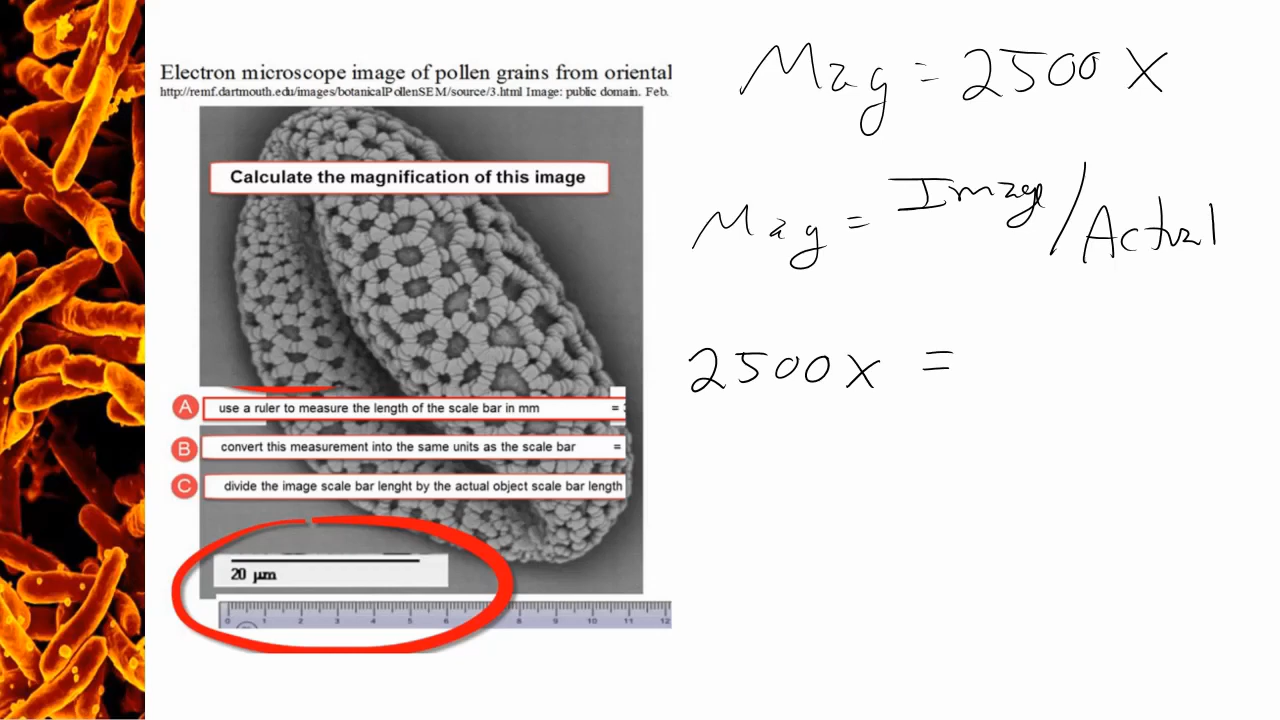 Electron microscope image of pollen grains from oriental
http://remf.dartmouth.edu/images/botanicalPollenSEM/source/3.html Image: public domain. Feb.
Calculate the magnification of this image
A use a ruler to measure the length of the scale bar in mm =
B convert this measurement into the same units as the scale bar =
C divide the image scale bar lenght by the actual object scale bar length
20 µm
0 1 2 3 4 5 6 7 8 9 10 11 12
Mag = 2500 X
Mag = Image / Actual
2500 x =